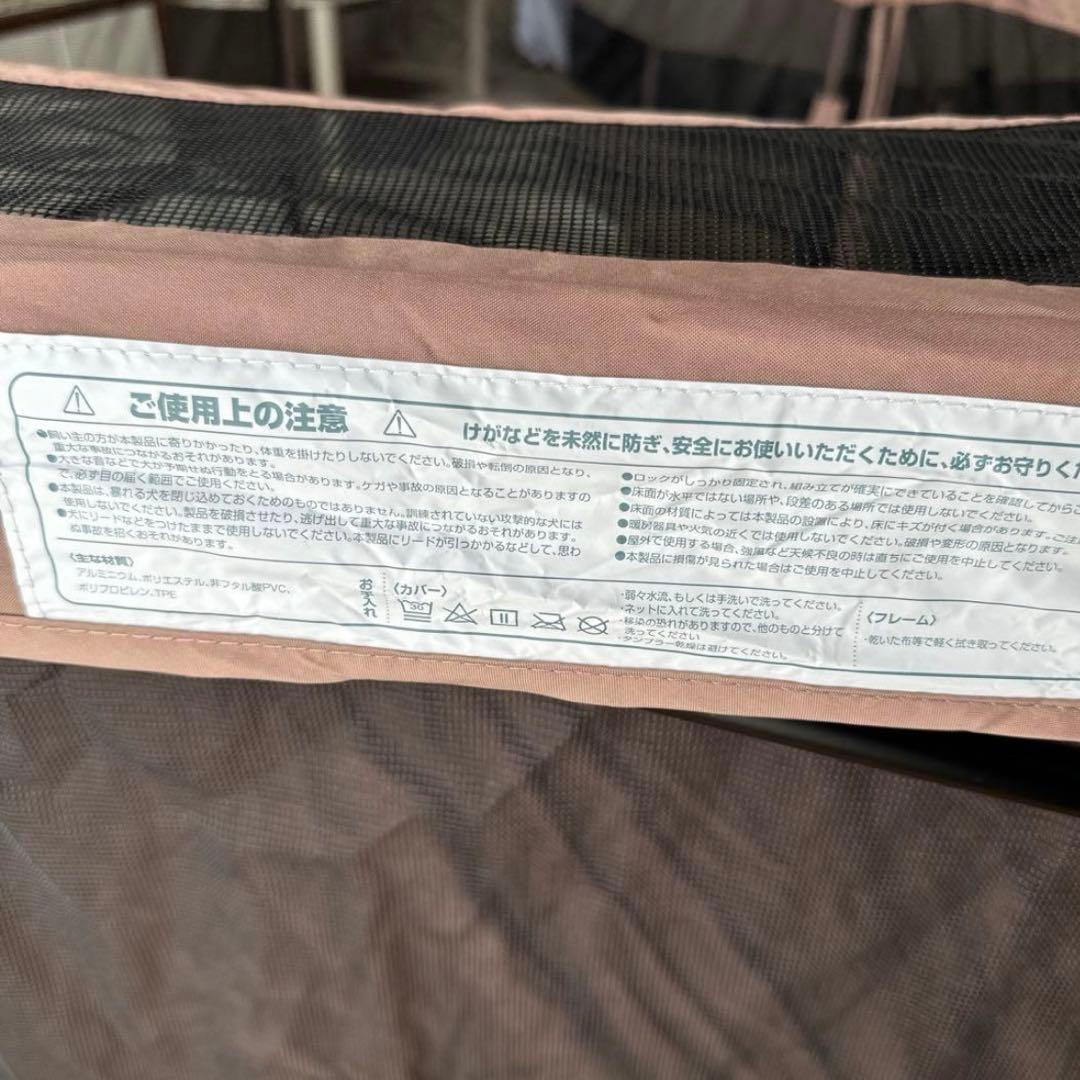 ご使用上の注意
けがなどを未然に防ぎ、安全にお使いいただくために、必ずお守りくだ
●飼い主の方が本製品に寄りかかったり、体重を掛けたりしないでください。破損や転倒の原因となり、
重大な事故につながるおそれがあります。
●大きな音などで犬が予期せぬ行動をとる場合があります。ケガや事故の原因となることがありますの
で、必ず目の届く範囲でご使用ください。
●本製品は、暴れる犬を閉じ込めておくためのものではありません。訓練されていない攻撃的な犬には
使用しないでください。製品を破損させたり、逃げ出して重大な事故につながるおそれがあります。
●犬にリードなどをつけたままで使用しないでください。本製品にリードが引っかかるなどして、思わ
ぬ事故を招くおそれがあります。
●ロックがしっかり固定され、組み立てが確実にできていることを確認してからご
●床面が水平ではない場所や、段差のある場所では使用しないでください。
●床面の材質によっては本製品の設置により、床にキズが付く場合があります。ご注
●暖房器具や火気の近くでは使用しないでください。破損や変形の原因となります。
●屋外で使用する場合、強風など天候不良の時は直ちにご使用を中止してください。
●本製品に損傷が見られた場合はご使用を中止してください。
〈主な材質〉
アルミニウム、ポリエステル、非フタル酸PVC、
ポリプロピレン、TPE
お手入れ
〈カバー〉
30
・弱々水流、もしくは手洗いで洗ってください。
・ネットに入れて洗ってください。
・移染の恐れがありますので、他のものと分けて
洗ってください
・タンブラー乾燥は避けてください。
〈フレーム〉
・乾いた布等で軽く拭き取ってください。